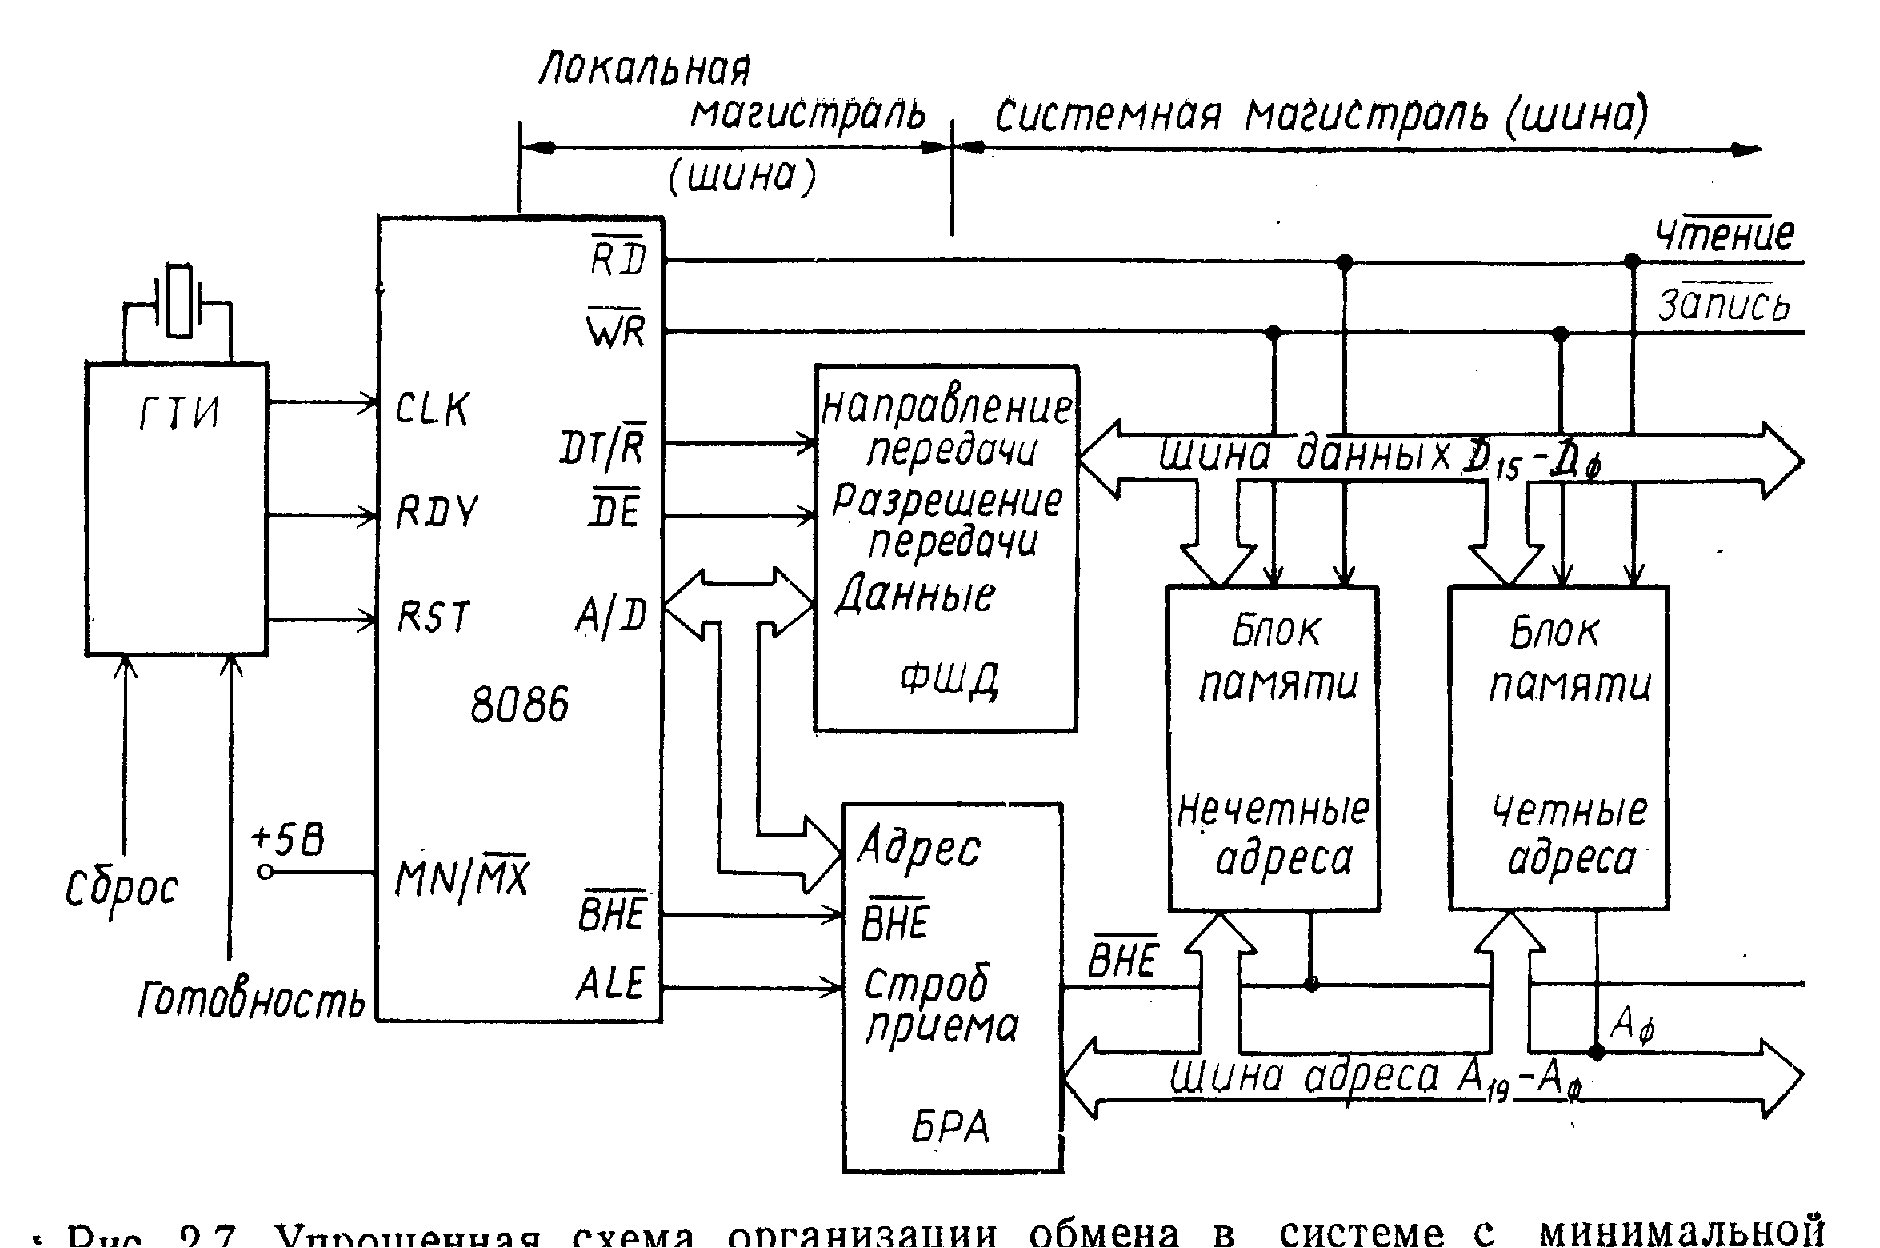 Локальная
магистраль
(шина)
Системная магистраль (шина)
Чтение
Запись
ГТИ
Сброс
Готовность
+5В
RD
WR
CLK
DT/R
RDY
DE
RST
A/D
8086
MN/MX
BHE
ALE
Направление
передачи
Разрешение
передачи
Данные
ФШД
Адрес
BHE
Строб
приема
БРА
Шина данных D15-Dф
Блок
памяти
Нечетные
адреса
Блок
памяти
Четные
адреса
BHE
Aф
Шина адреса A19-Aф
Рис. 2.7. Упрощенная схема организации обмена в системе с минимальной